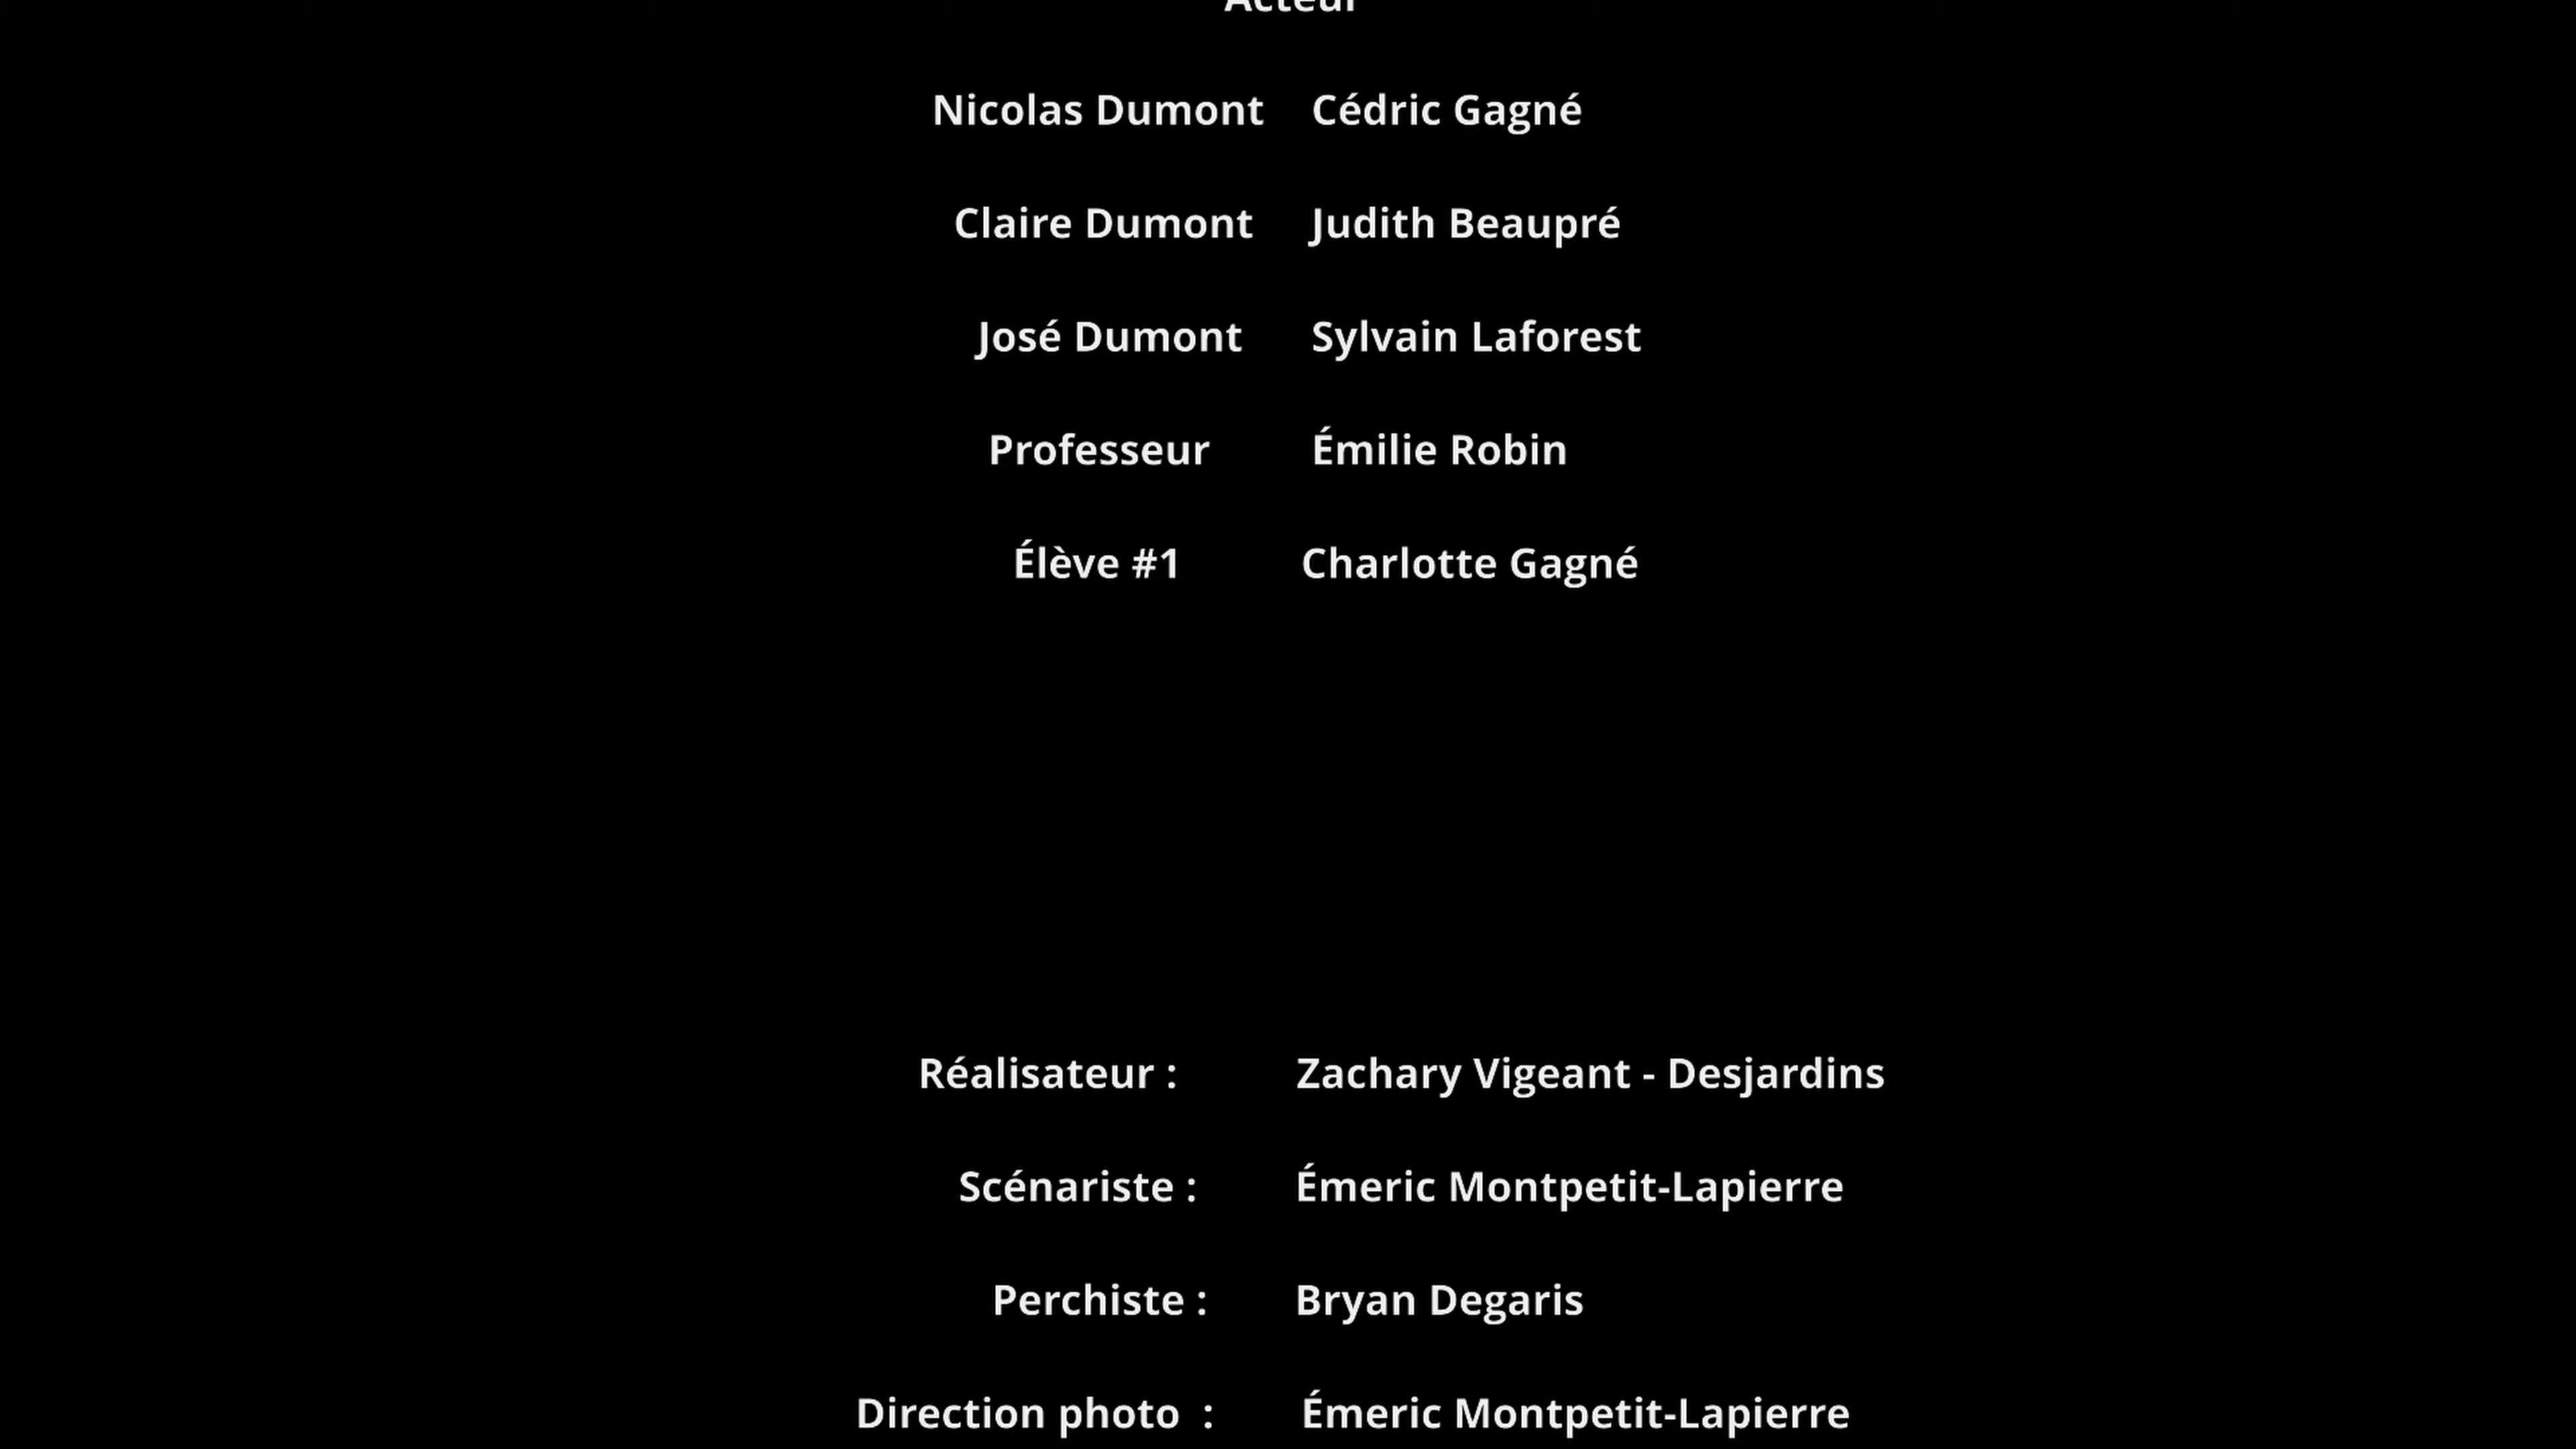 Acteur
Nicolas Dumont Cédric Gagné
Claire Dumont Judith Beaupré
José Dumont Sylvain Laforest
Professeur Émilie Robin
Élève #1 Charlotte Gagné
Réalisateur : Zachary Vigeant - Desjardins
Scénariste : Émeric Montpetit-Lapierre
Perchiste : Bryan Degaris
Direction photo : Émeric Montpetit-Lapierre